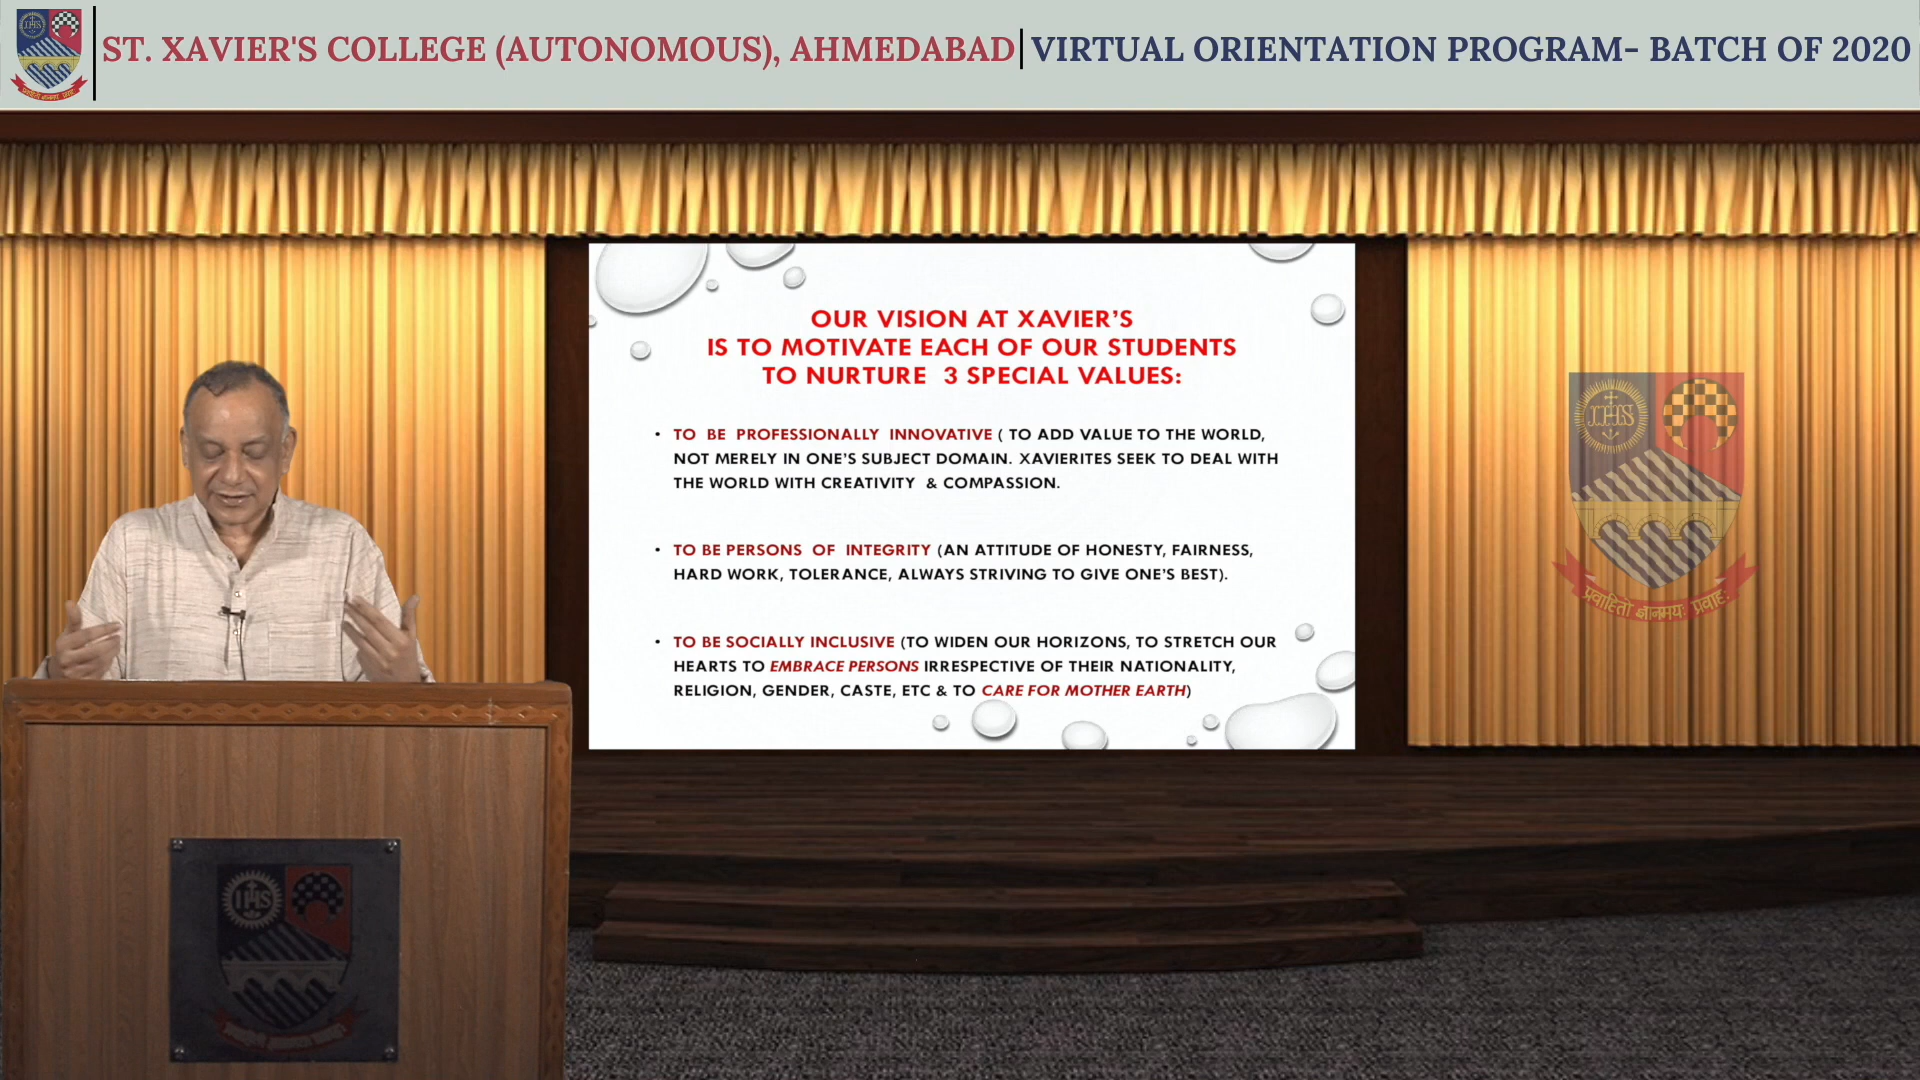 ST. XAVIER'S COLLEGE (AUTONOMOUS), AHMEDABAD
VIRTUAL ORIENTATION PROGRAM- BATCH OF 2020
OUR VISION AT XAVIER’S
IS TO MOTIVATE EACH OF OUR STUDENTS
TO NURTURE 3 SPECIAL VALUES:
• TO BE PROFESSIONALLY INNOVATIVE ( TO ADD VALUE TO THE WORLD,
NOT MERELY IN ONE’S SUBJECT DOMAIN. XAVIERITES SEEK TO DEAL WITH
THE WORLD WITH CREATIVITY & COMPASSION.
• TO BE PERSONS OF INTEGRITY (AN ATTITUDE OF HONESTY, FAIRNESS,
HARD WORK, TOLERANCE, ALWAYS STRIVING TO GIVE ONE’S BEST).
• TO BE SOCIALLY INCLUSIVE (TO WIDEN OUR HORIZONS, TO STRETCH OUR
HEARTS TO EMBRACE PERSONS IRRESPECTIVE OF THEIR NATIONALITY,
RELIGION, GENDER, CASTE, ETC & TO CARE FOR MOTHER EARTH)
IHS
प्रवाहितो ज्ञानमयः प्रवाहः
IHS